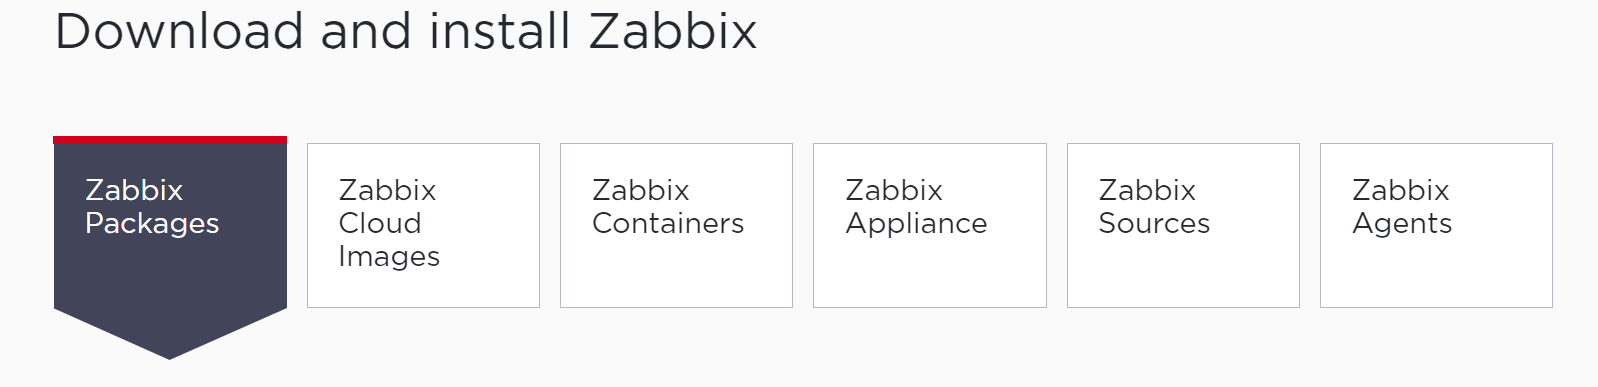 Download and install Zabbix
Zabbix
Packages
Zabbix
Cloud
Images
Zabbix
Containers
Zabbix
Appliance
Zabbix
Sources
Zabbix
Agents